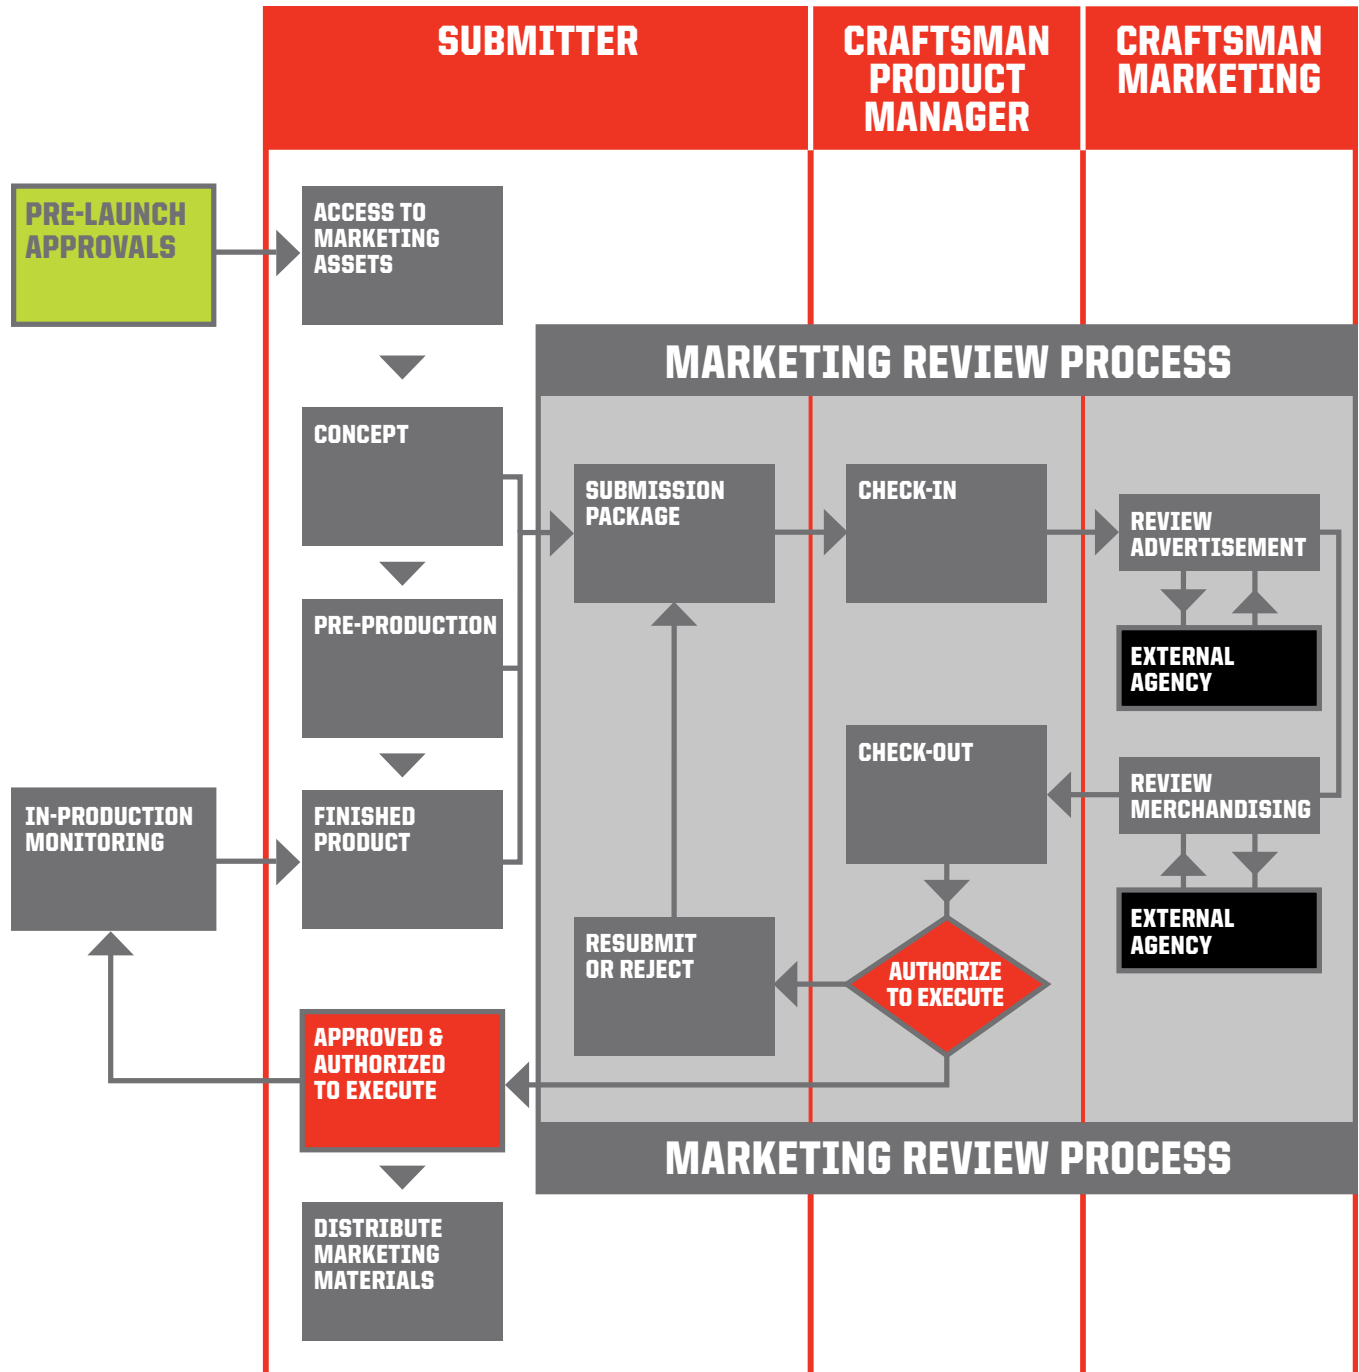 SUBMITTER
CRAFTSMAN
PRODUCT
MANAGER
CRAFTSMAN
MARKETING
PRE-LAUNCH
APPROVALS
ACCESS TO
MARKETING
ASSETS
MARKETING REVIEW PROCESS
CONCEPT
SUBMISSION
PACKAGE
CHECK-IN
REVIEW
ADVERTISEMENT
PRE-PRODUCTION
EXTERNAL
AGENCY
CHECK-OUT
REVIEW
MERCHANDISING
IN-PRODUCTION
MONITORING
FINISHED
PRODUCT
EXTERNAL
AGENCY
RESUBMIT
OR REJECT
AUTHORIZE
TO EXECUTE
APPROVED &
AUTHORIZED
TO EXECUTE
MARKETING REVIEW PROCESS
DISTRIBUTE
MARKETING
MATERIALS